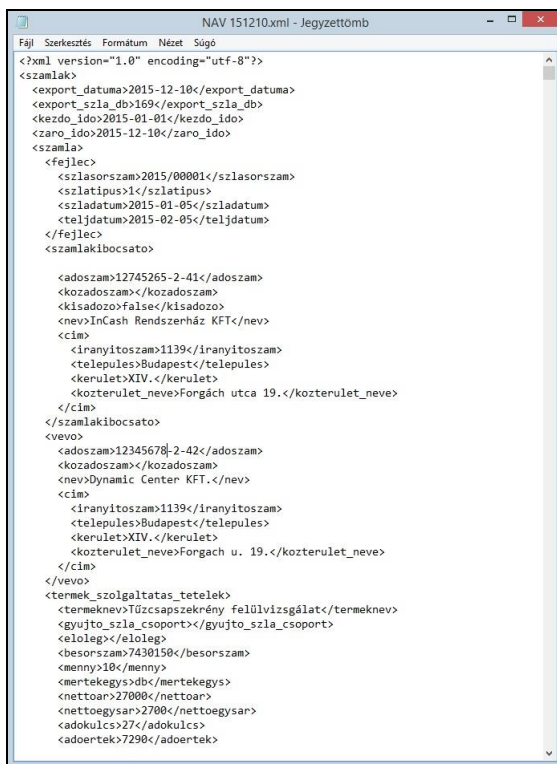 NAV 151210.xml - Jegyzettömb
Fájl Szerkesztés Formátum Nézet Súgó
<?xml version="1.0" encoding="utf-8"?>
<szamlak>
<export_datuma>2015-12-10</export_datuma>
<export_szla_db>169</export_szla_db>
<kezdo_ido>2015-01-01</kezdo_ido>
<zaro_ido>2015-12-10</zaro_ido>
<szamla>
<fejlec>
<szlasorszam>2015/00001</szlasorszam>
<szlatipus>1</szlatipus>
<szladatum>2015-01-05</szladatum>
<teljdatum>2015-02-05</teljdatum>
</fejlec>
<szamlakibocsato>
<adoszam>12745265-2-41</adoszam>
<kozadoszam></kozadoszam>
<kisadozo>false</kisadozo>
<nev>InCash Rendszerház KFT</nev>
<cim>
<iranyitoszam>1139</iranyitoszam>
<telepules>Budapest</telepules>
<kerulet>XIV.</kerulet>
<kozterulet_neve>Forgách utca 19.</kozterulet_neve>
</cim>
</szamlakibocsato>
<vevo>
<adoszam>12345678-2-42</adoszam>
<kozadoszam></kozadoszam>
<nev>Dynamic Center KFT.</nev>
<cim>
<iranyitoszam>1139</iranyitoszam>
<telepules>Budapest</telepules>
<kerulet>XIV.</kerulet>
<kozterulet_neve>Forgach u. 19.</kozterulet_neve>
</cim>
</vevo>
<termek_szolgaltatas_tetelek>
<termeknev>Tűzcsapszekrény felülvizsgálat</termeknev>
<gyujto_szla_csoport></gyujto_szla_csoport>
<eloleg></eloleg>
<besorszam>7430150</besorszam>
<menny>10</menny>
<mertekegys>db</mertekegys>
<nettoar>27000</nettoar>
<nettoegysar>2700</nettoegysar>
<adokulcs>27</adokulcs>
<adoertek>7290</adoertek>